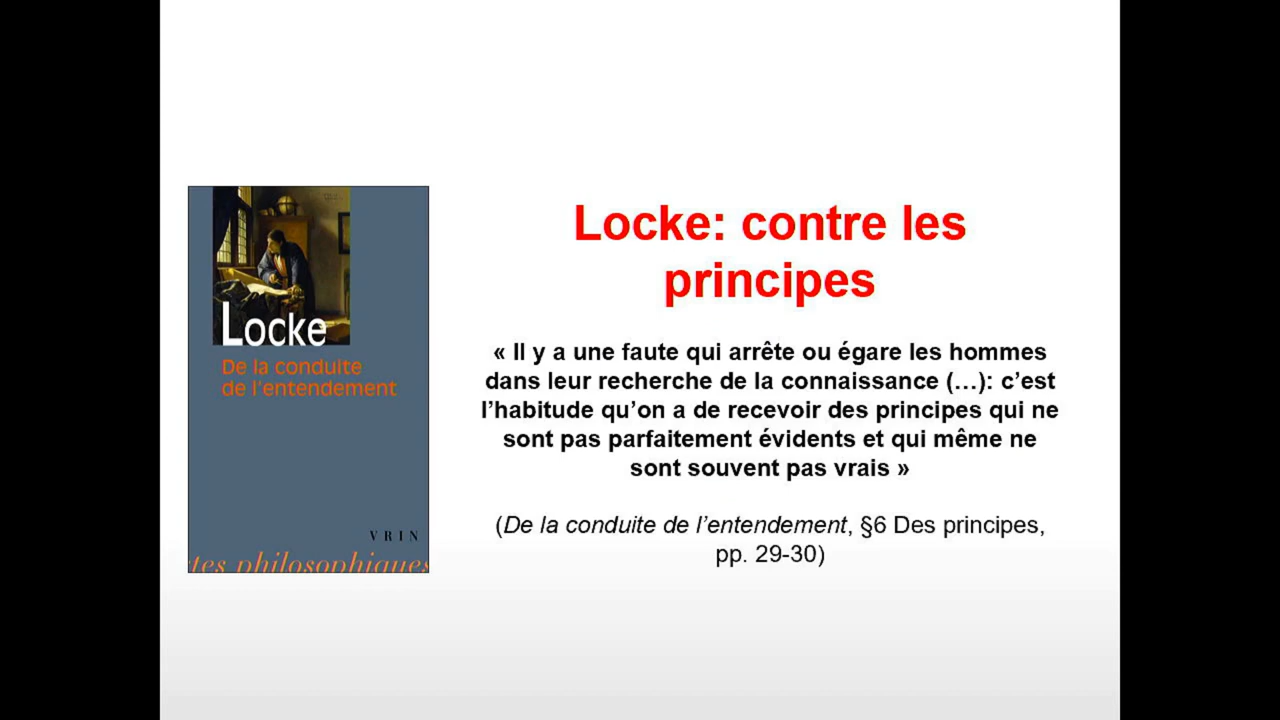 Locke
De la conduite
de l'entendement
VRIN
tes philosophiques
Locke: contre les
principes
« Il y a une faute qui arrête ou égare les hommes
dans leur recherche de la connaissance (…): c’est
l’habitude qu’on a de recevoir des principes qui ne
sont pas parfaitement évidents et qui même ne
sont souvent pas vrais »
(De la conduite de l’entendement, §6 Des principes,
pp. 29-30)